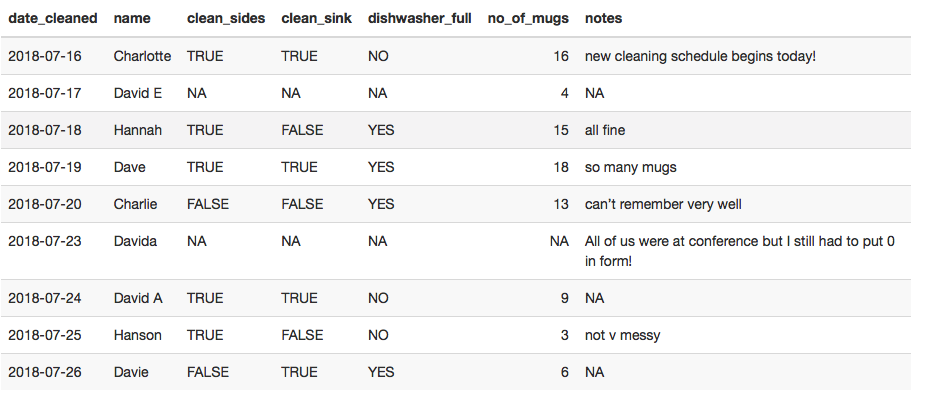 date_cleaned name clean_sides clean_sink dishwasher_full no_of_mugs notes
2018-07-16 Charlotte TRUE TRUE NO 16 new cleaning schedule begins today!
2018-07-17 David E NA NA NA 4 NA
2018-07-18 Hannah TRUE FALSE YES 15 all fine
2018-07-19 Dave TRUE TRUE YES 18 so many mugs
2018-07-20 Charlie FALSE FALSE YES 13 can't remember very well
2018-07-23 Davida NA NA NA NA All of us were at conference but I still had to put 0
in form!
2018-07-24 David A TRUE TRUE NO 9 NA
2018-07-25 Hanson TRUE FALSE NO 3 not v messy
2018-07-26 Davie FALSE TRUE YES 6 NA